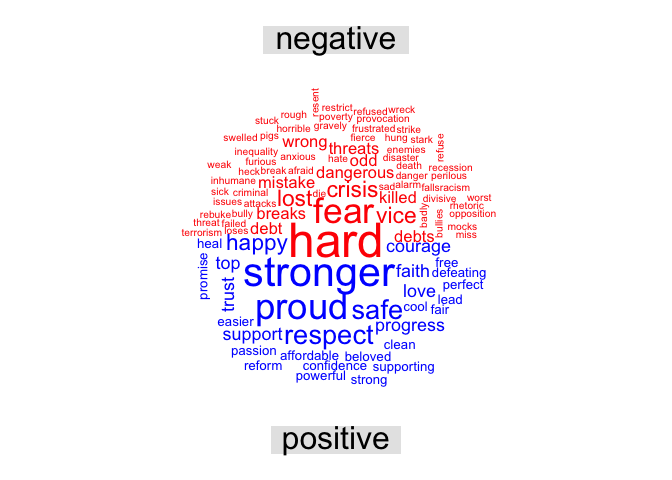 negative
resent
rough restrict refused wreck
stuck poverty provocation
horrible gravely frustrated strike
swelled pigs wrong fierce hung stark
threats refuse
inequality anxious hate odd disaster enemies
weak furious death recession
heck break afraid dangerous danger perilous
inhumane mistake crisis sad alarm falls racism
sick criminal lost die killed divisive worst
issues attacks fear vice badly rhetoric
rebuke bully breaks bullies opposition
threat failed debt hard mocks
terrorism loses debts miss
heal happy courage
promise top stronger faith free
defeating
trust love perfect
proud safe cool lead
fair
easier progress
support respect
passion clean
affordable beloved
reform confidence supporting
powerful strong
positive